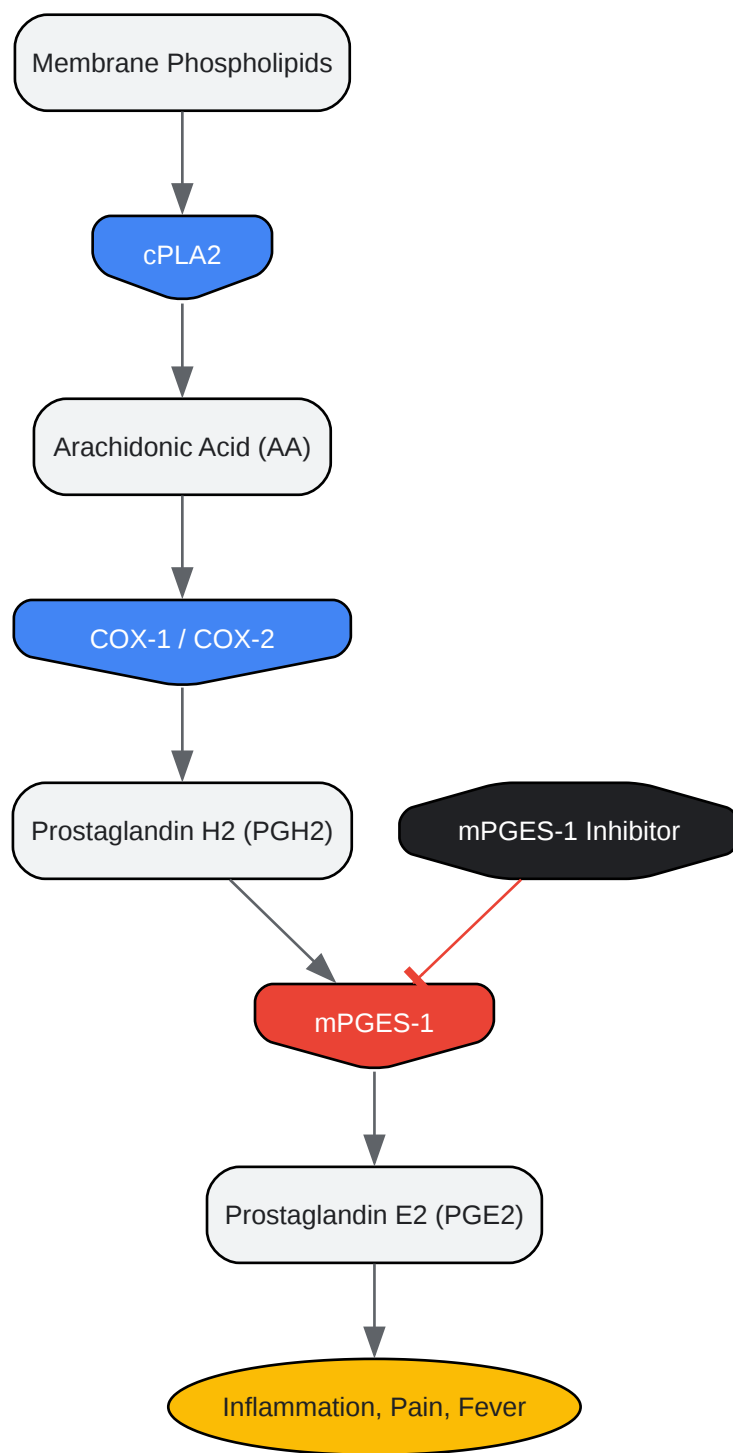 Membrane Phospholipids
cPLA2
Arachidonic Acid (AA)
COX-1 / COX-2
Prostaglandin H2 (PGH2)
mPGES-1 Inhibitor
mPGES-1
Prostaglandin E2 (PGE2)
Inflammation, Pain, Fever